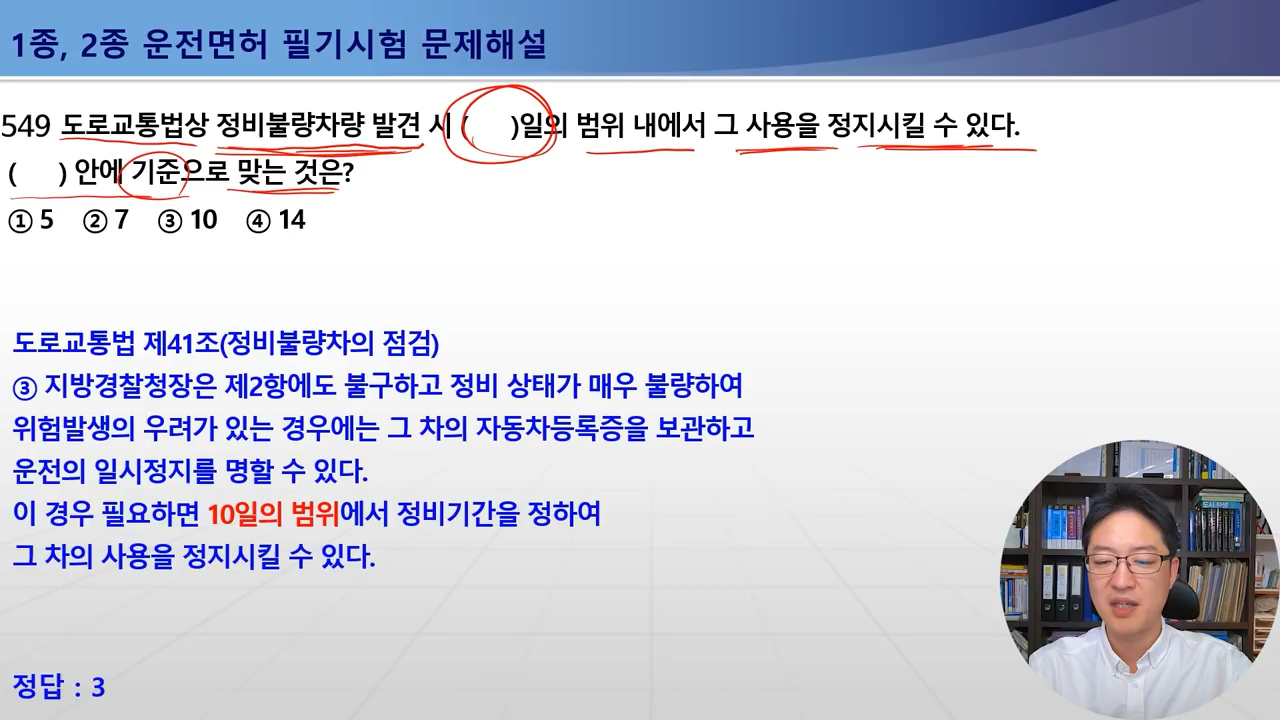 1종, 2종 운전면허 필기시험 문제해설
549 도로교통법상 정비불량차량 발견 시 (     )일의 범위 내에서 그 사용을 정지시킬 수 있다.
(     ) 안에 기준으로 맞는 것은?
① 5   ② 7   ③ 10   ④ 14
도로교통법 제41조(정비불량차의 점검)
③ 지방경찰청장은 제2항에도 불구하고 정비 상태가 매우 불량하여
위험발생의 우려가 있는 경우에는 그 차의 자동차등록증을 보관하고
운전의 일시정지를 명할 수 있다.
이 경우 필요하면 10일의 범위에서 정비기간을 정하여
그 차의 사용을 정지시킬 수 있다.
정답 : 3